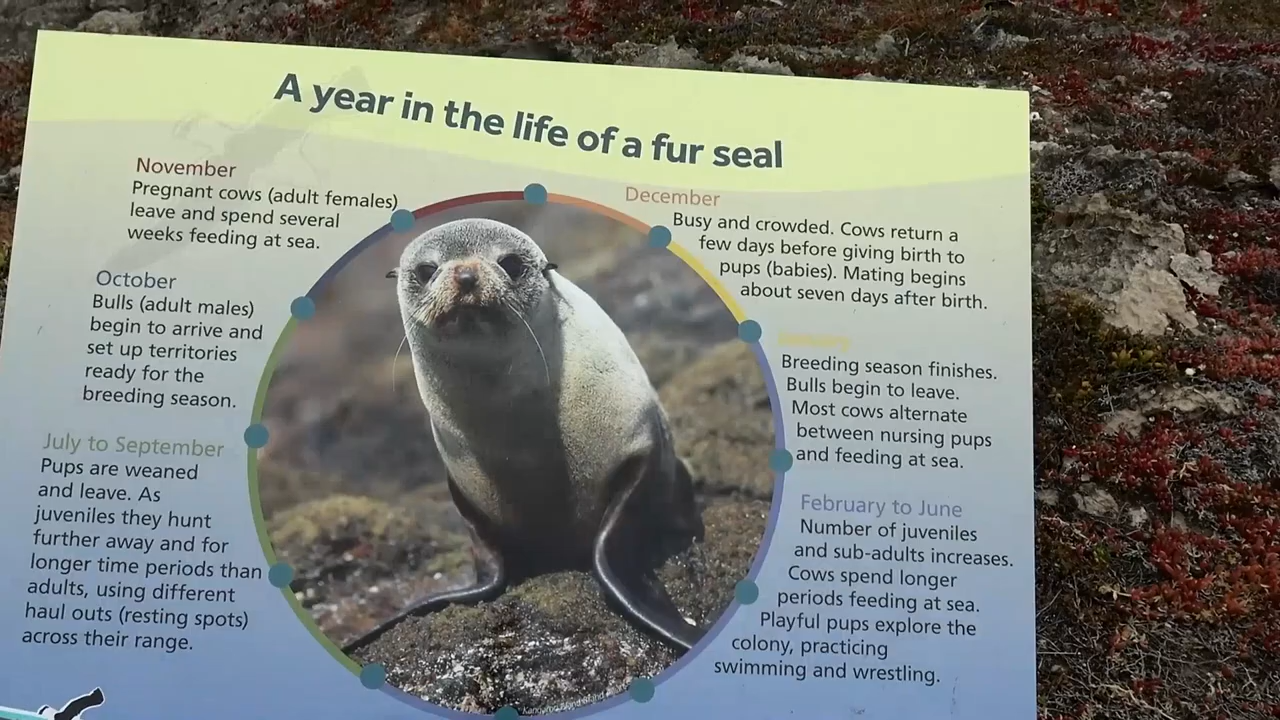 A year in the life of a fur seal
November
Pregnant cows (adult females)
leave and spend several
weeks feeding at sea.
October
Bulls (adult males)
begin to arrive and
set up territories
ready for the
breeding season.
July to September
Pups are weaned
and leave. As
juveniles they hunt
further away and for
longer time periods than
adults, using different
haul outs (resting spots)
across their range.
December
Busy and crowded. Cows return a
few days before giving birth to
pups (babies). Mating begins
about seven days after birth.
January
Breeding season finishes.
Bulls begin to leave.
Most cows alternate
between nursing pups
and feeding at sea.
February to June
Number of juveniles
and sub-adults increases.
Cows spend longer
periods feeding at sea.
Playful pups explore the
colony, practicing
swimming and wrestling.
Kangaroo Island